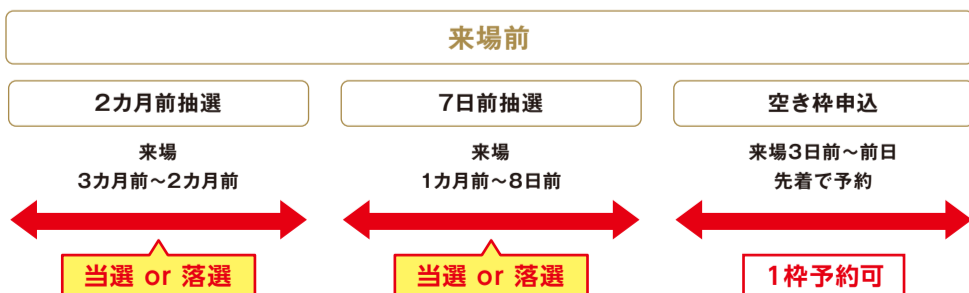 来場前
2カ月前抽選
7日前抽選
空き枠申込
来場
3カ月前～2カ月前
来場
1カ月前～8日前
来場3日前～前日
先着で予約
当選 or 落選
当選 or 落選
1枠予約可